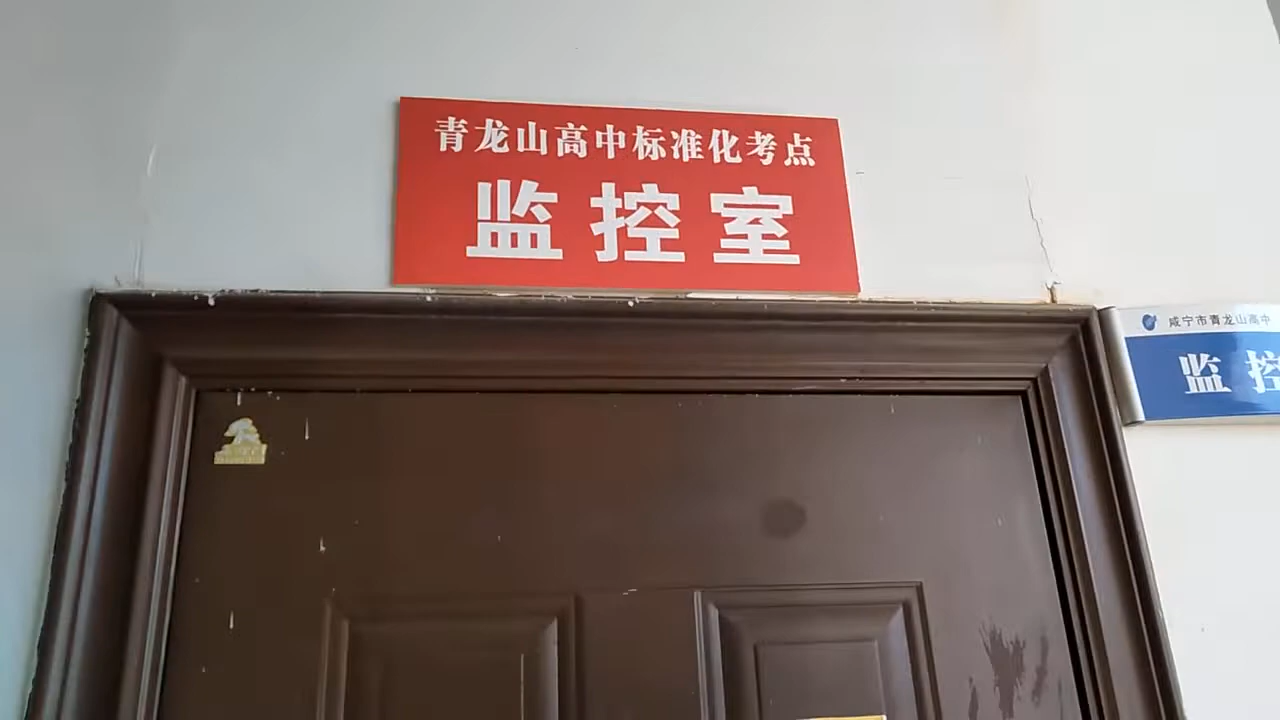 青龙山高中标准化考点
监控室
咸宁市青龙山高中
监控